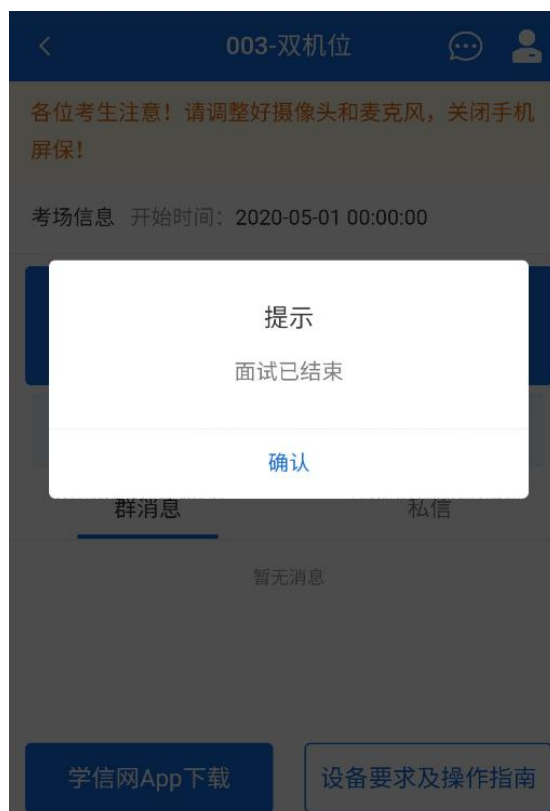 003-双机位
各位考生注意！请调整好摄像头和麦克风，关闭手机
屏保！
考场信息 开始时间：2020-05-01 00:00:00
提示
面试已结束
确认
群消息 私信
暂无消息
学信网App下载 设备要求及操作指南